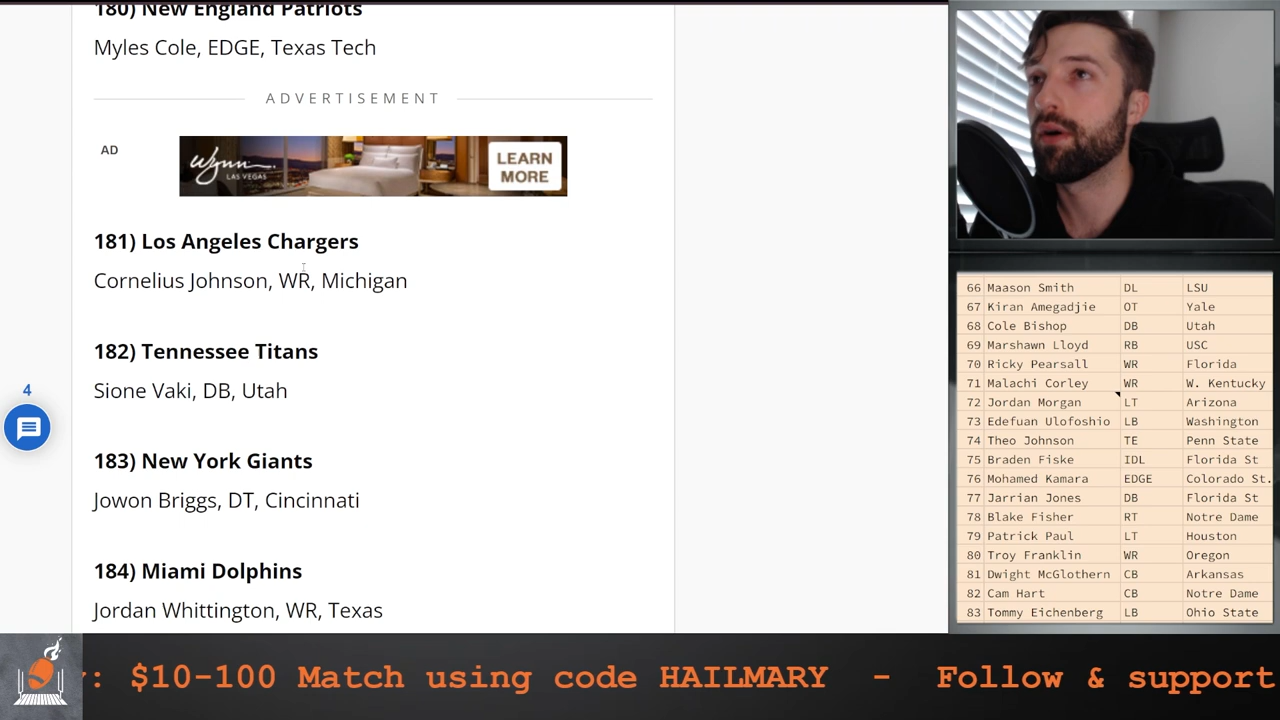 180) New England Patriots
Myles Cole, EDGE, Texas Tech
ADVERTISEMENT
AD
Wynn
LAS VEGAS
LEARN
MORE
181) Los Angeles Chargers
Cornelius Johnson, WR, Michigan
182) Tennessee Titans
Sione Vaki, DB, Utah
4
183) New York Giants
Jowon Briggs, DT, Cincinnati
184) Miami Dolphins
Jordan Whittington, WR, Texas
66 Maason Smith DL LSU
67 Kiran Amegadjie OT Yale
68 Cole Bishop DB Utah
69 Marshawn Lloyd RB USC
70 Ricky Pearsall WR Florida
71 Malachi Corley WR W. Kentucky
72 Jordan Morgan LT Arizona
73 Edefuan Ulofoshio LB Washington
74 Theo Johnson TE Penn State
75 Braden Fiske IDL Florida St
76 Mohamed Kamara EDGE Colorado St.
77 Jarrian Jones DB Florida St
78 Blake Fisher RT Notre Dame
79 Patrick Paul LT Houston
80 Troy Franklin WR Oregon
81 Dwight McGlothern CB Arkansas
82 Cam Hart CB Notre Dame
83 Tommy Eichenberg LB Ohio State
: $10-100 Match using code HAILMARY - Follow & support